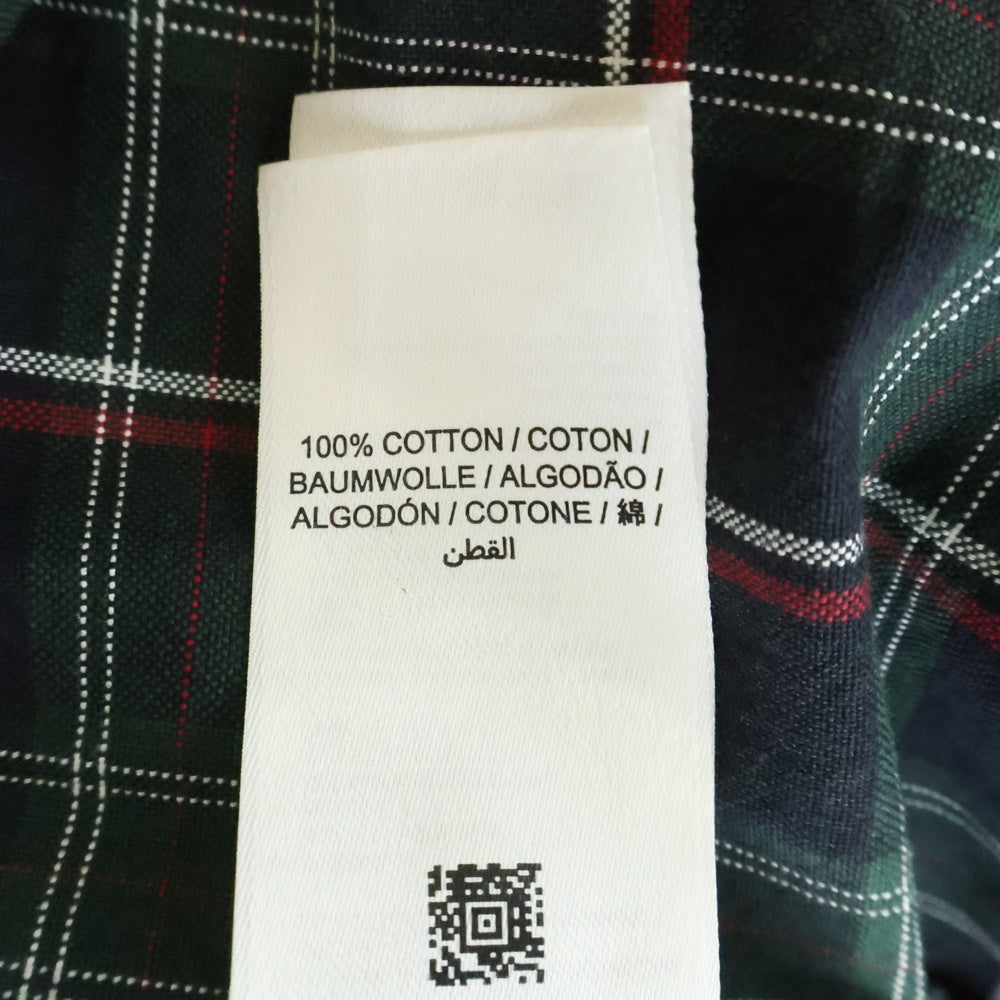 100% COTTON / COTON /
BAUMWOLLE / ALGODÃO /
ALGODÓN / COTONE / 綿 /
القطن